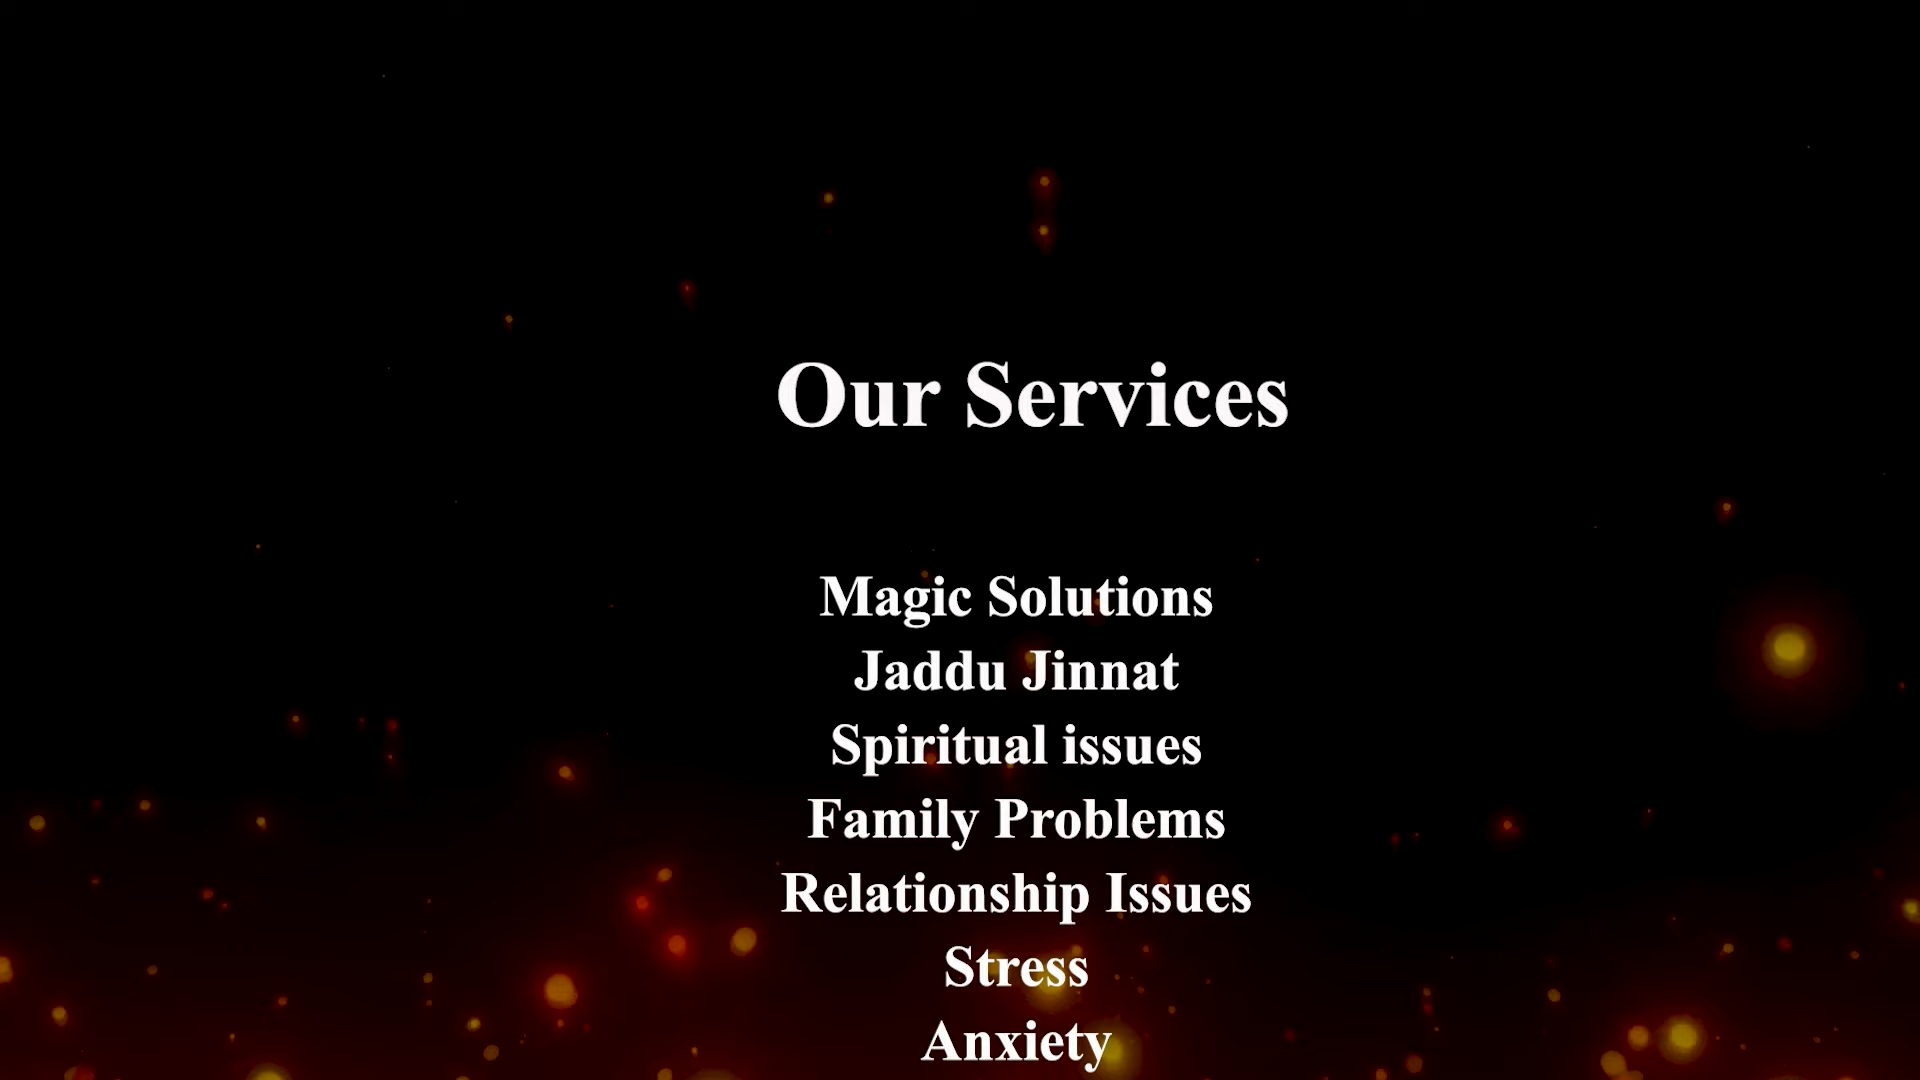 Our Services
Magic Solutions
Jaddu Jinnat
Spiritual issues
Family Problems
Relationship Issues
Stress
Anxiety